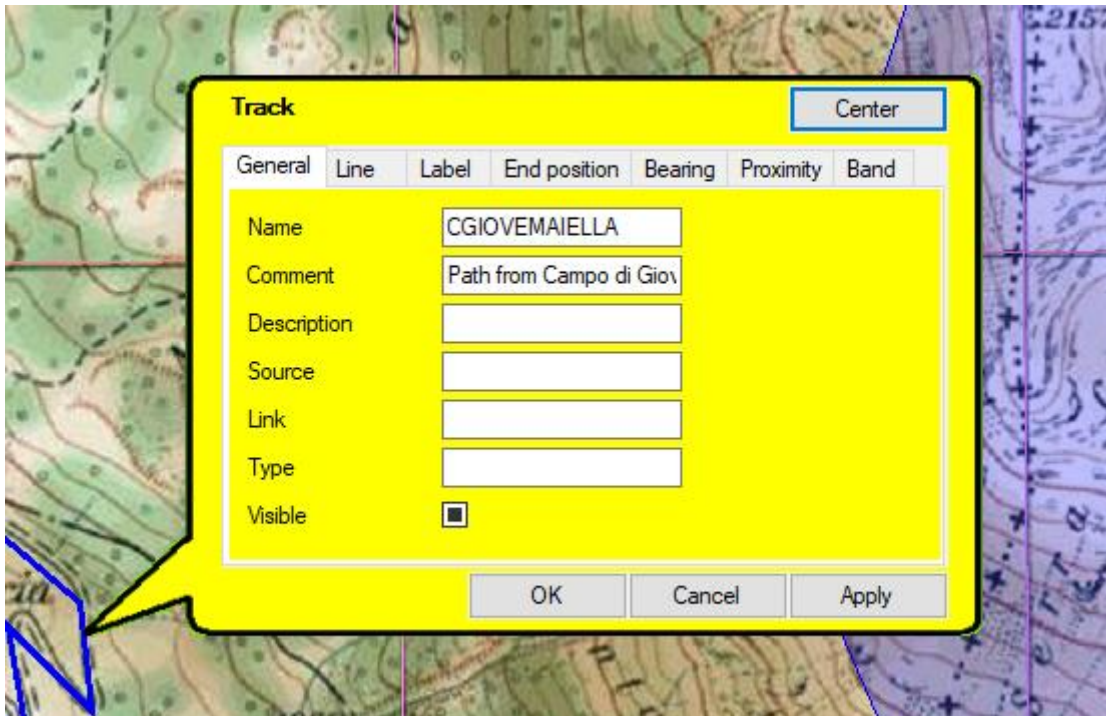 2157
Track
Center
General Line Label End position Bearing Proximity Band
Name CGIOVEMAIELLA
Comment Path from Campo di Giov
Description
Source
Link
Type
Visible
OK Cancel Apply